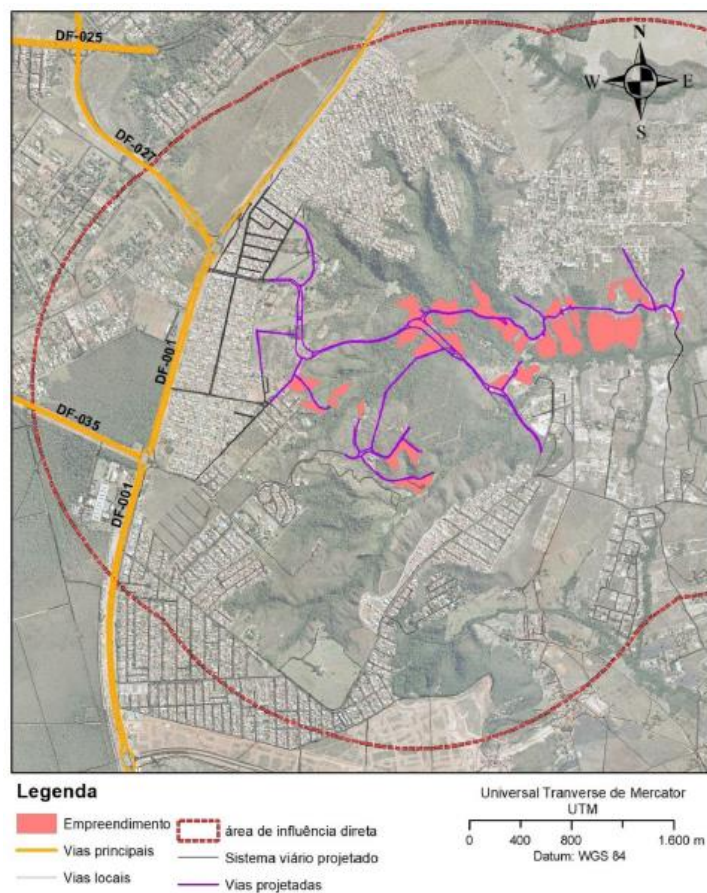 DF-025
N
W E
S
DF-027
DF-001
DF-035
DF-001
Legenda
Empreendimento
Vias principais
Vias locais
área de influência direta
Sistema viário projetado
Vias projetadas
Universal Tranverse de Mercator
UTM
0 400 800 1.600 m
Datum: WGS 84